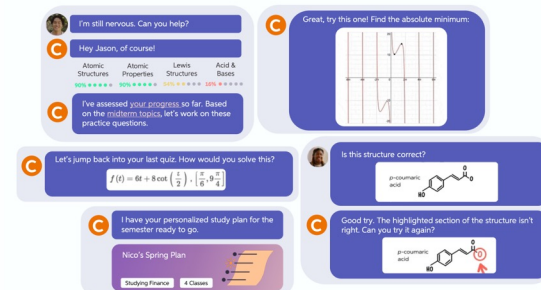 I'm still nervous. Can you help?
Hey Jason, of course!
Atomic Structures
Atomic Properties
Lewis Structures
Acid & Bases
90%
90%
I've assessed your progress so far. Based
on the midterm topics, let's work on these
practice questions.
Great, try this one! Find the absolute minimum:
Let's jump back into your last quiz. How would you solve this?
f(t) = 6t + 8 cot (t/2), [π/6, 9π/4]
Is this structure correct?
p-coumaric
acid
HO
O
O
I have your personalized study plan for the
semester ready to go.
Nico's Spring Plan
Studying Finance
4 Classes
Good try. The highlighted section of the structure isn't
right. Can you try it again?
p-coumaric
acid
HO
O
O